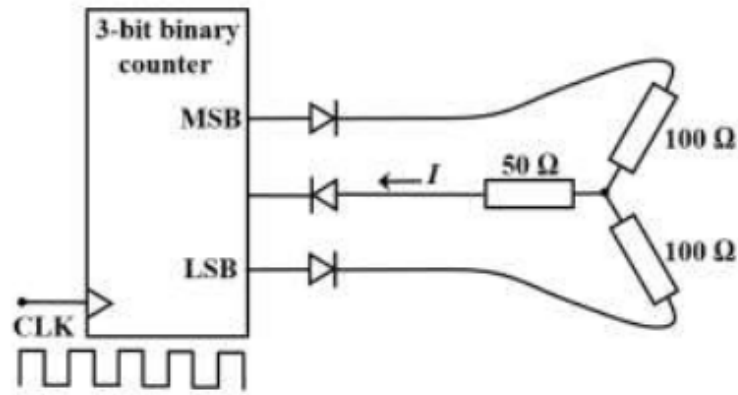 3-bit binary
counter
MSB
100 Ω
50 Ω
I
100 Ω
LSB
CLK